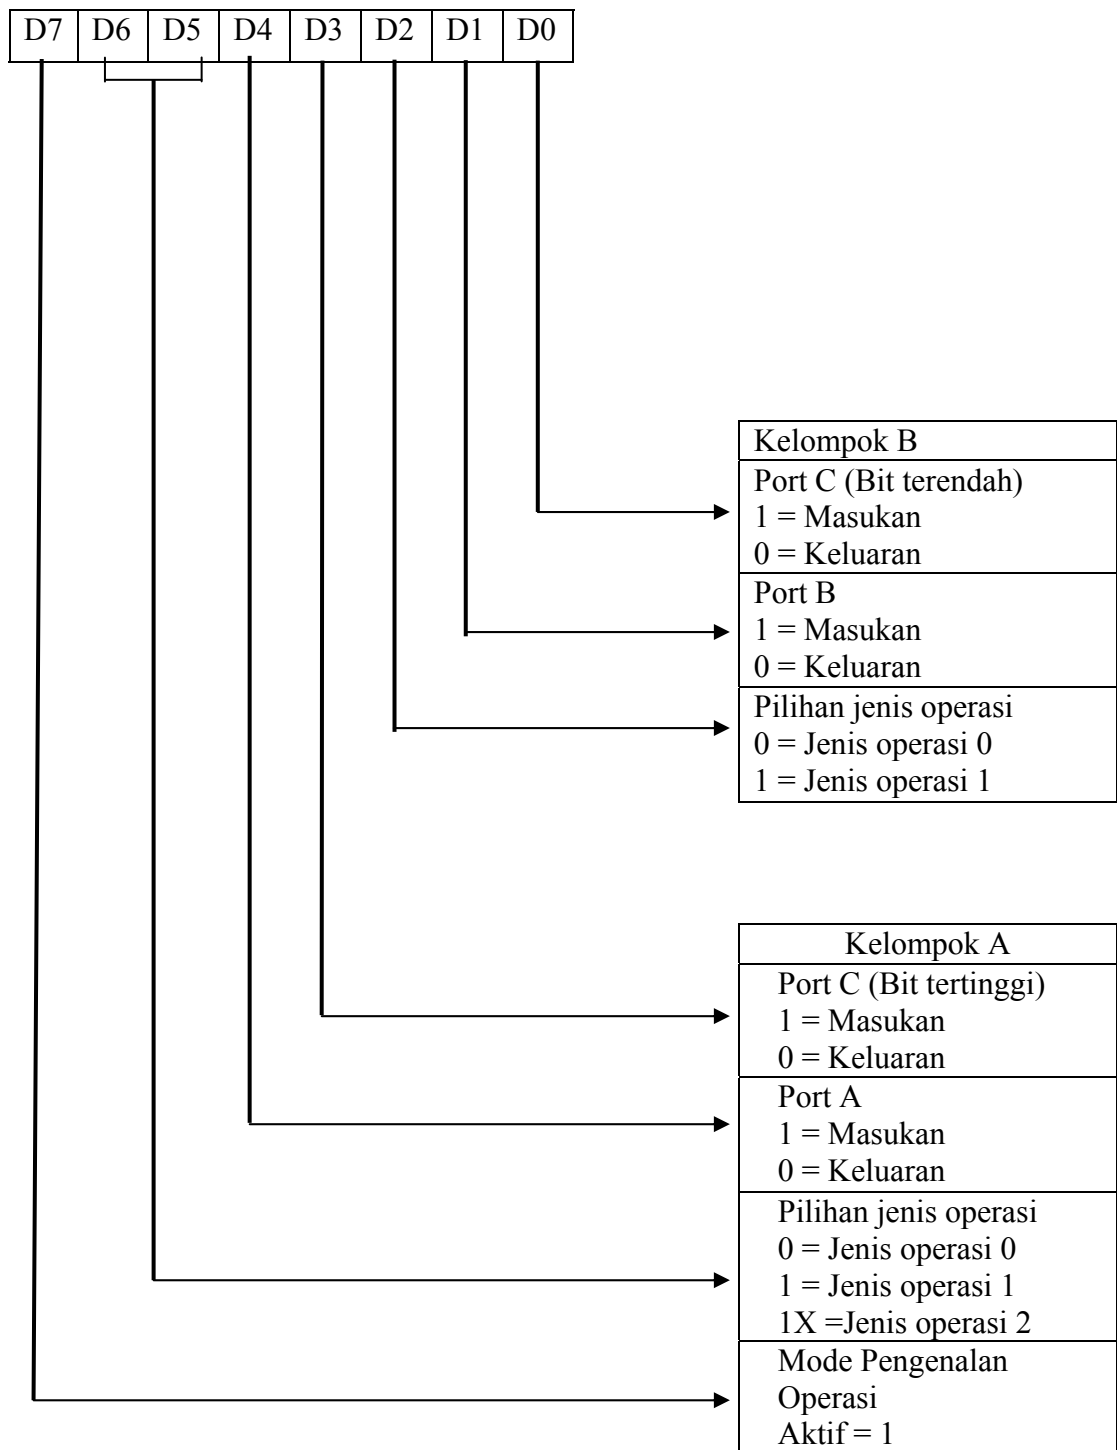 D7 D6 D5 D4 D3 D2 D1 D0
Kelompok B
Port C (Bit terendah)
1 = Masukan
0 = Keluaran
Port B
1 = Masukan
0 = Keluaran
Pilihan jenis operasi
0 = Jenis operasi 0
1 = Jenis operasi 1
Kelompok A
Port C (Bit tertinggi)
1 = Masukan
0 = Keluaran
Port A
1 = Masukan
0 = Keluaran
Pilihan jenis operasi
0 = Jenis operasi 0
1 = Jenis operasi 1
1X =Jenis operasi 2
Mode Pengenalan
Operasi
Aktif = 1